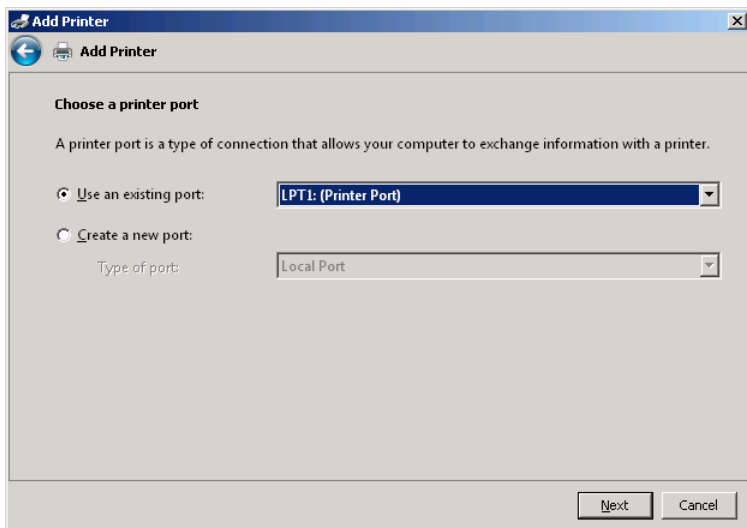 Add Printer
Add Printer
Choose a printer port
A printer port is a type of connection that allows your computer to exchange information with a printer.
Use an existing port: LPT1: (Printer Port)
Create a new port:
Type of port: Local Port
Next Cancel